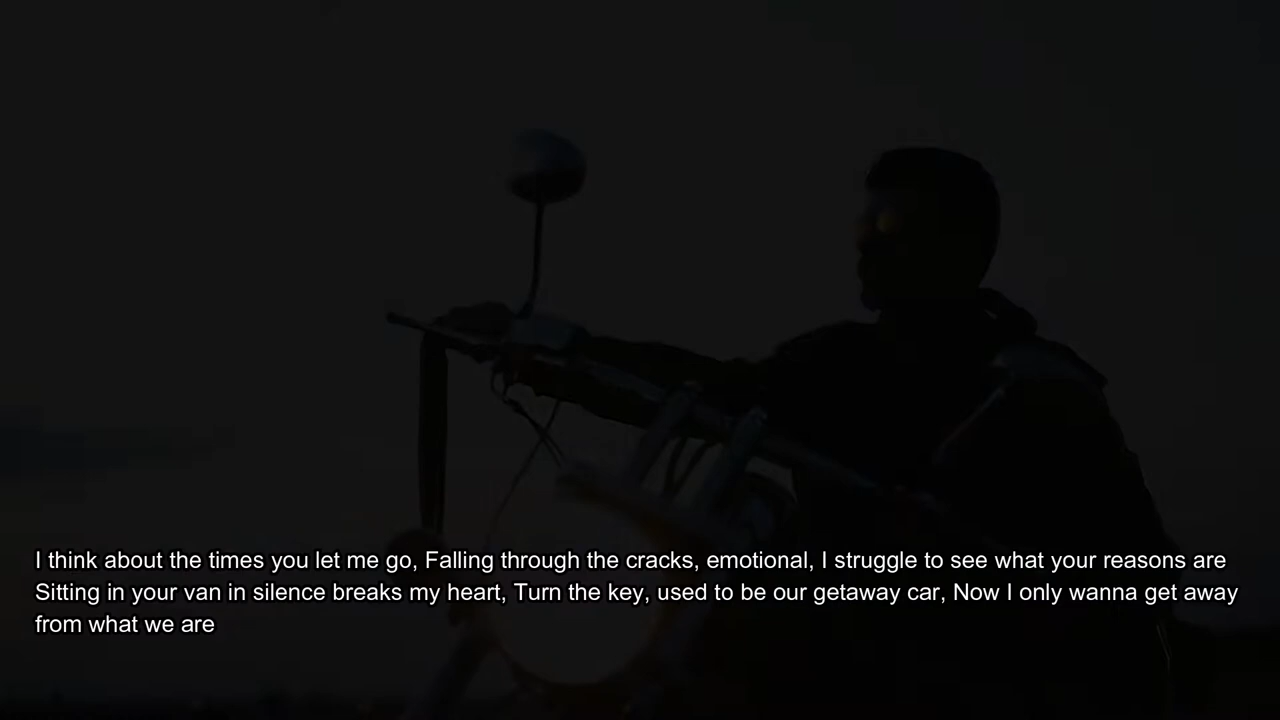 I think about the times you let me go, Falling through the cracks, emotional, I struggle to see what your reasons are
Sitting in your van in silence breaks my heart, Turn the key, used to be our getaway car, Now I only wanna get away
from what we are